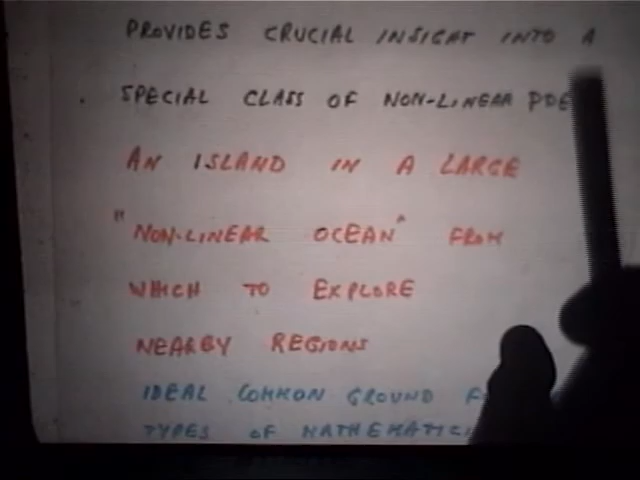 PROVIDES CRUCIAL INSIGHT INTO A
SPECIAL CLASS OF NON-LINEAR PDE
AN ISLAND IN A LARGE
"NON-LINEAR OCEAN" FROM
WHICH TO EXPLORE
NEARBY REGIONS
IDEAL COMMON GROUND
TYPES OF